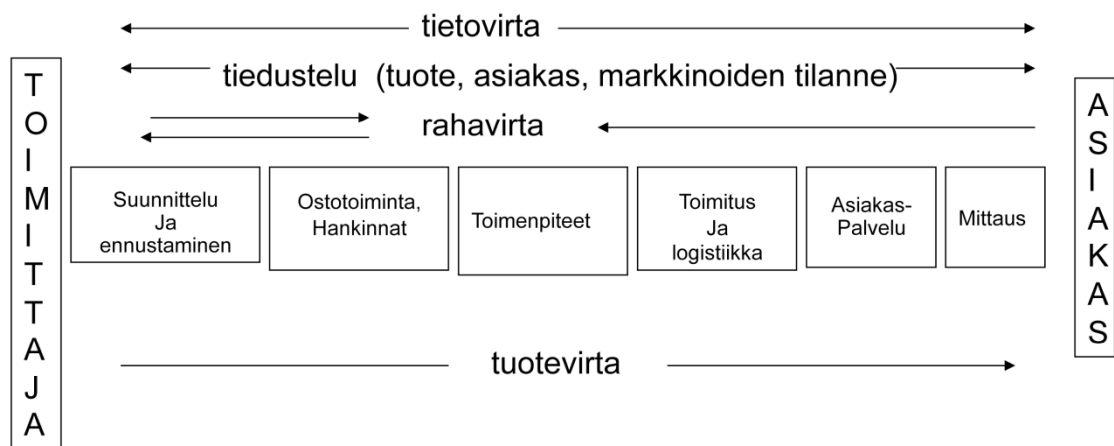 tietovirta
tiedustelu (tuote, asiakas, markkinoiden tilanne)
rahavirta
TOIMITTAJA
Suunnittelu
Ja
ennustaminen
Ostotoiminta,
Hankinnat
Toimenpiteet
Toimitus
Ja
logistiikka
Asiakas-
Palvelu
Mittaus
ASIAKAS
tuotevirta